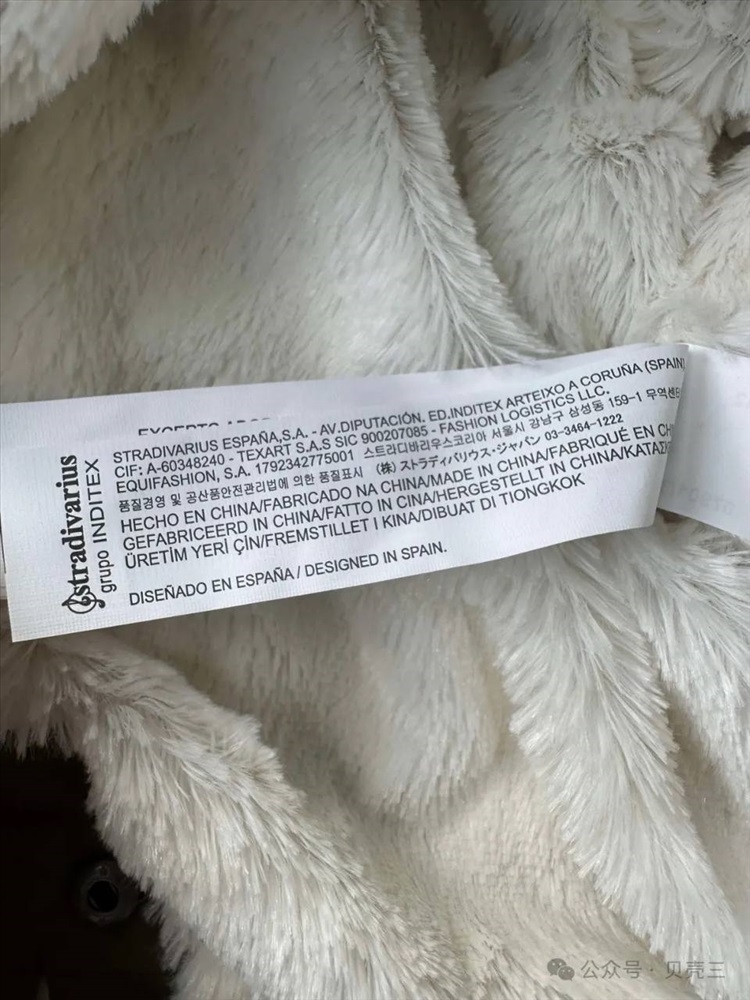 stradivarius
grupo INDITEX
STRADIVARIUS ESPAÑA,S.A. - AV.DIPUTACIÓN. ED.INDITEX ARTEIXO A CORUÑA (SPAIN)
CIF: A-60348240 - TEXART S.A.S SIC 900207085 - FASHION LOGISTICS LLC.
EQUIFASHION, S.A. 1792342775001 스트라디바리우스코리아 서울시 강남구 삼성동 159-1 무역센
품질경영 및 공산품안전관리법에 의한 품질표시 (株) ストラディバリウス・ジャパン 03-3464-1222
HECHO EN CHINA/FABRICADO NA CHINA/MADE IN CHINA/FABRIQUÉ EN CH
GEFABRICEERD IN CHINA/FATTO IN CINA/HERGESTELLT IN CHINA/ΚΑΤΑΣΚ
ÜRETİM YERİ ÇİN/FREMSTILLET I KINA/DIBUAT DI TIONGKOK
DISEÑADO EN ESPAÑA / DESIGNED IN SPAIN.
公众号・贝壳三